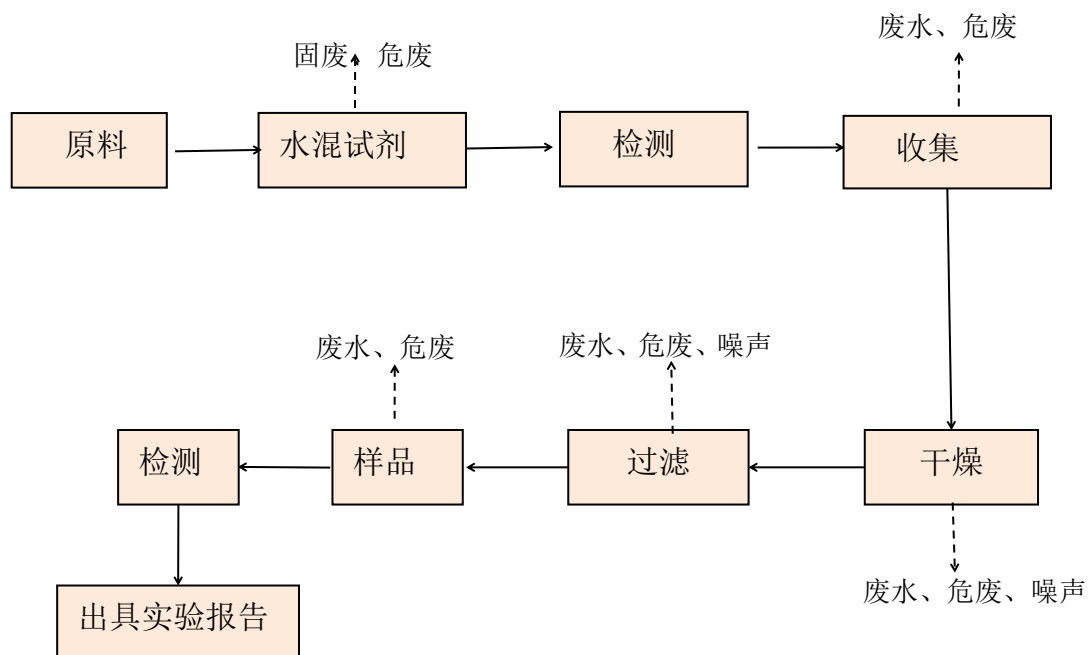 废水、危废
固废、危废
原料
水混试剂
检测
收集
废水、危废
废水、危废、噪声
检测
样品
过滤
干燥
废水、危废、噪声
出具实验报告